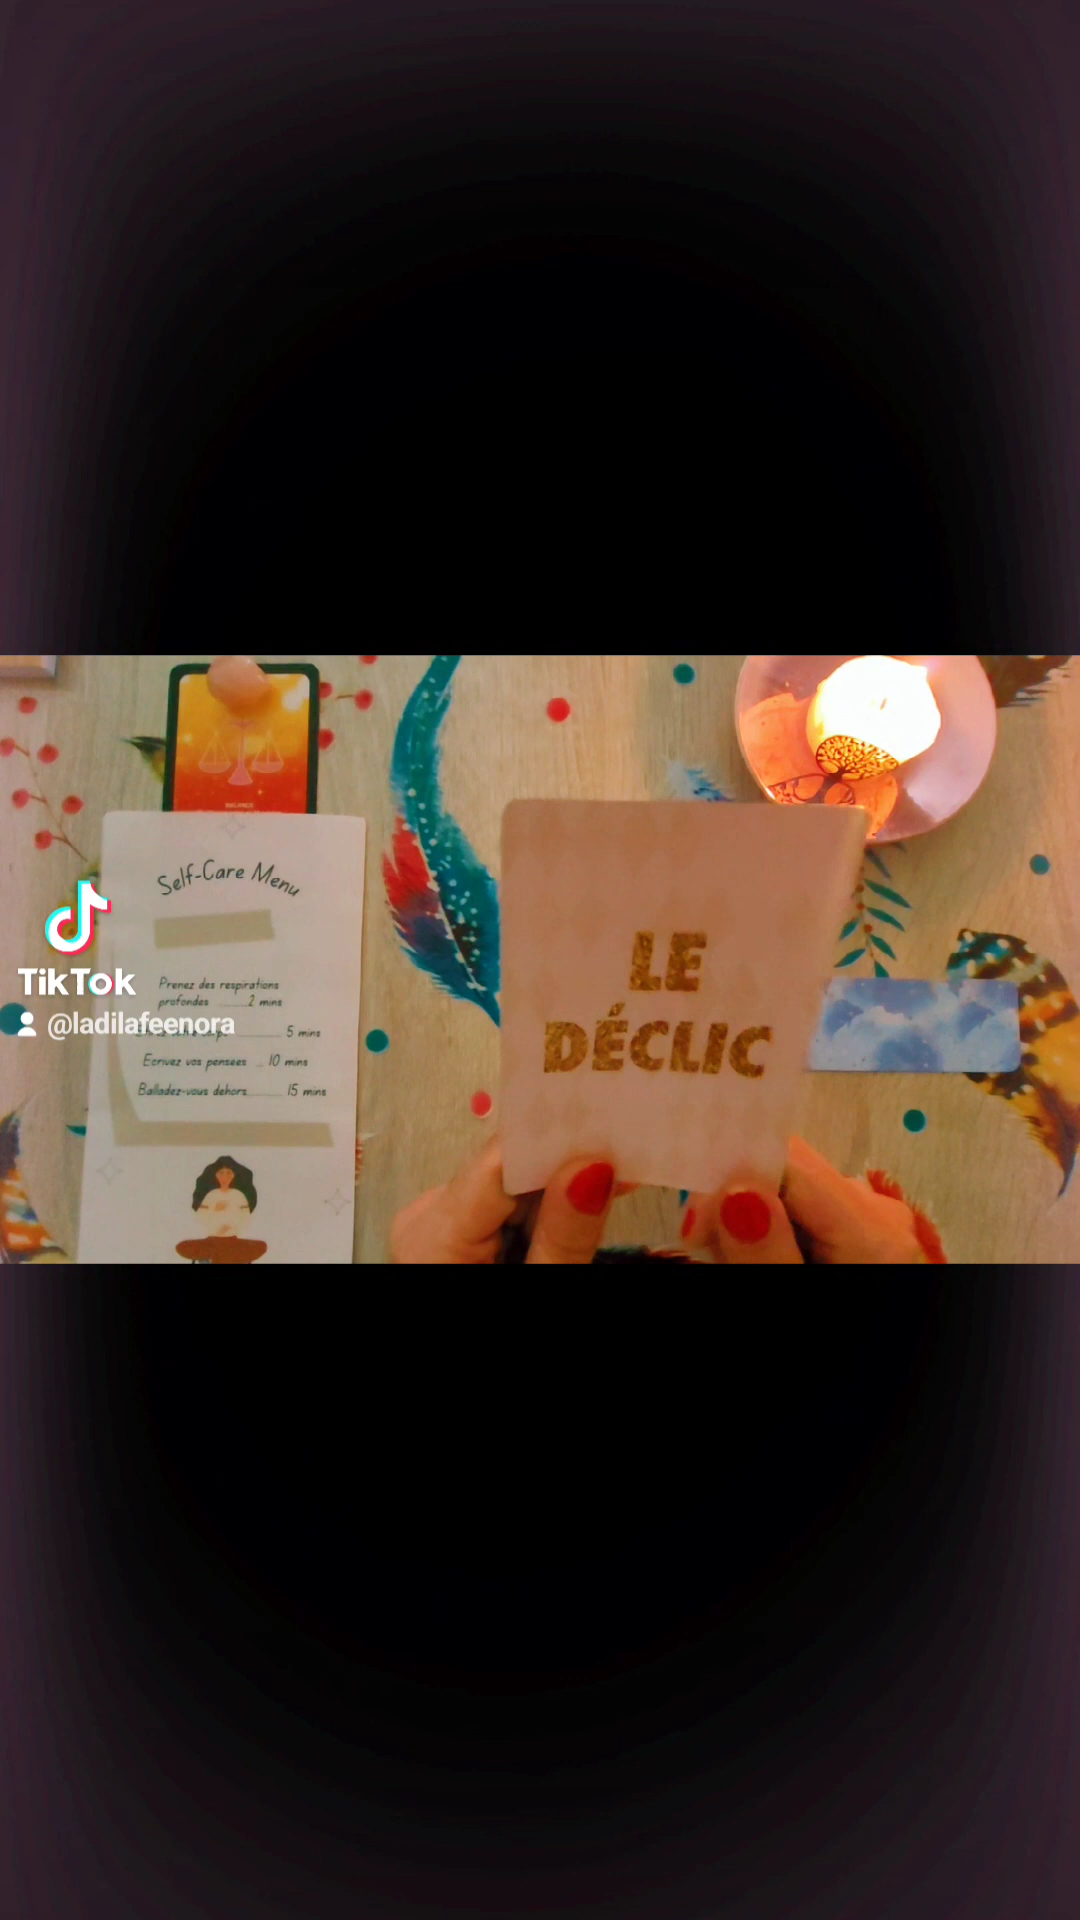 BALANCE
Self-Care Menu
Prenez des respirations
profondes ........ 2 mins
5 mins
Ecrivez vos pensées .. 10 mins
Balladez-vous dehors ........ 15 mins
LE
DÉCLIC
TikTok
@ladilafeenora